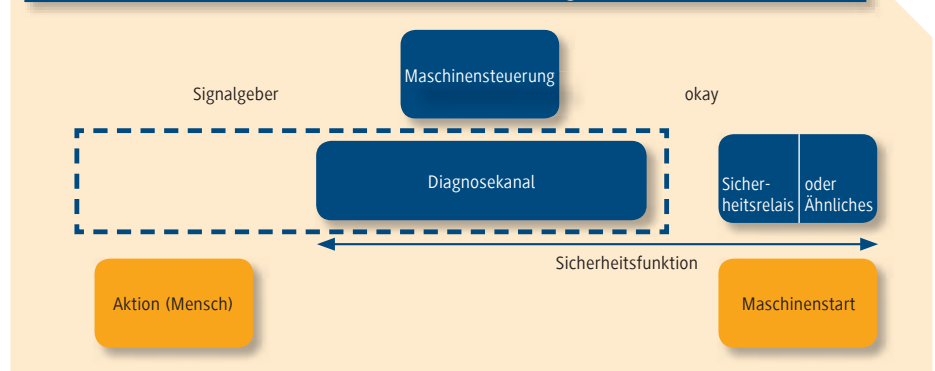 Maschinensteuerung
Signalgeber
okay
Diagnosekanal
Sicher-
heitsrelais
oder
Ähnliches
Sicherheitsfunktion
Aktion (Mensch)
Maschinenstart